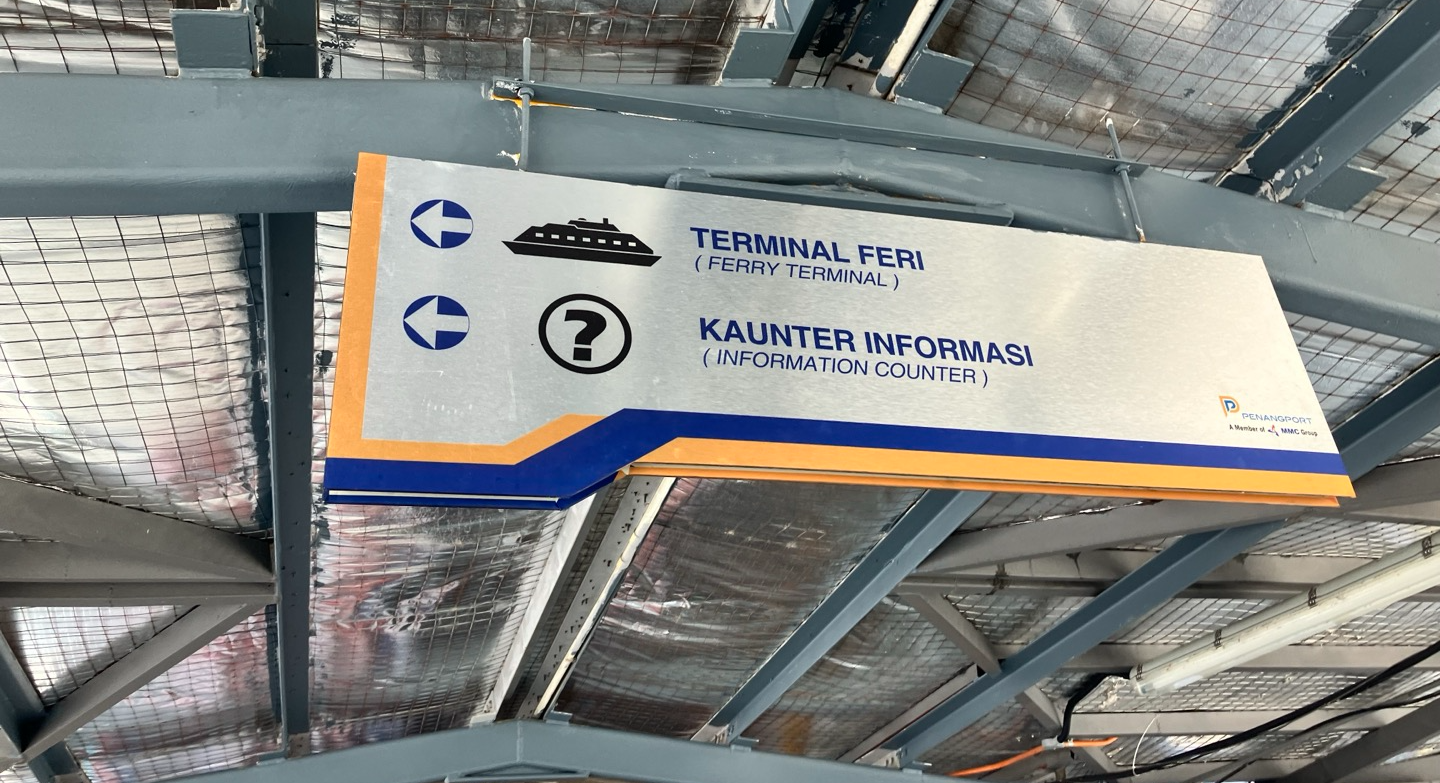 TERMINAL FERI
( FERRY TERMINAL )
?
KAUNTER INFORMASI
( INFORMATION COUNTER )
PENANGPORT
A Member of MMC Group